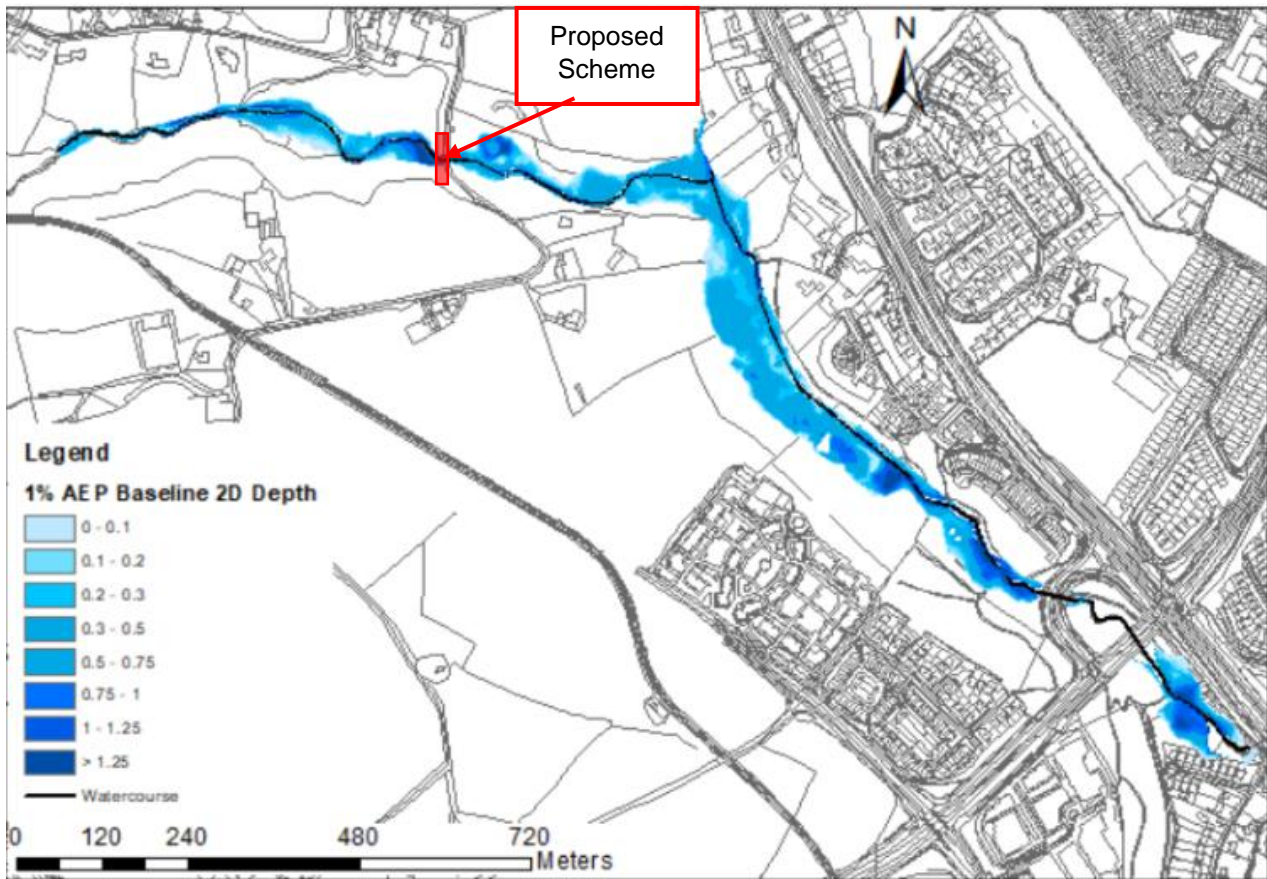 Proposed
Scheme
N
Legend
1% AEP Baseline 2D Depth
0 - 0.1
0.1 - 0.2
0.2 - 0.3
0.3 - 0.5
0.5 - 0.75
0.75 - 1
1 - 1.25
> 1.25
Watercourse
0 120 240 480 720
Meters